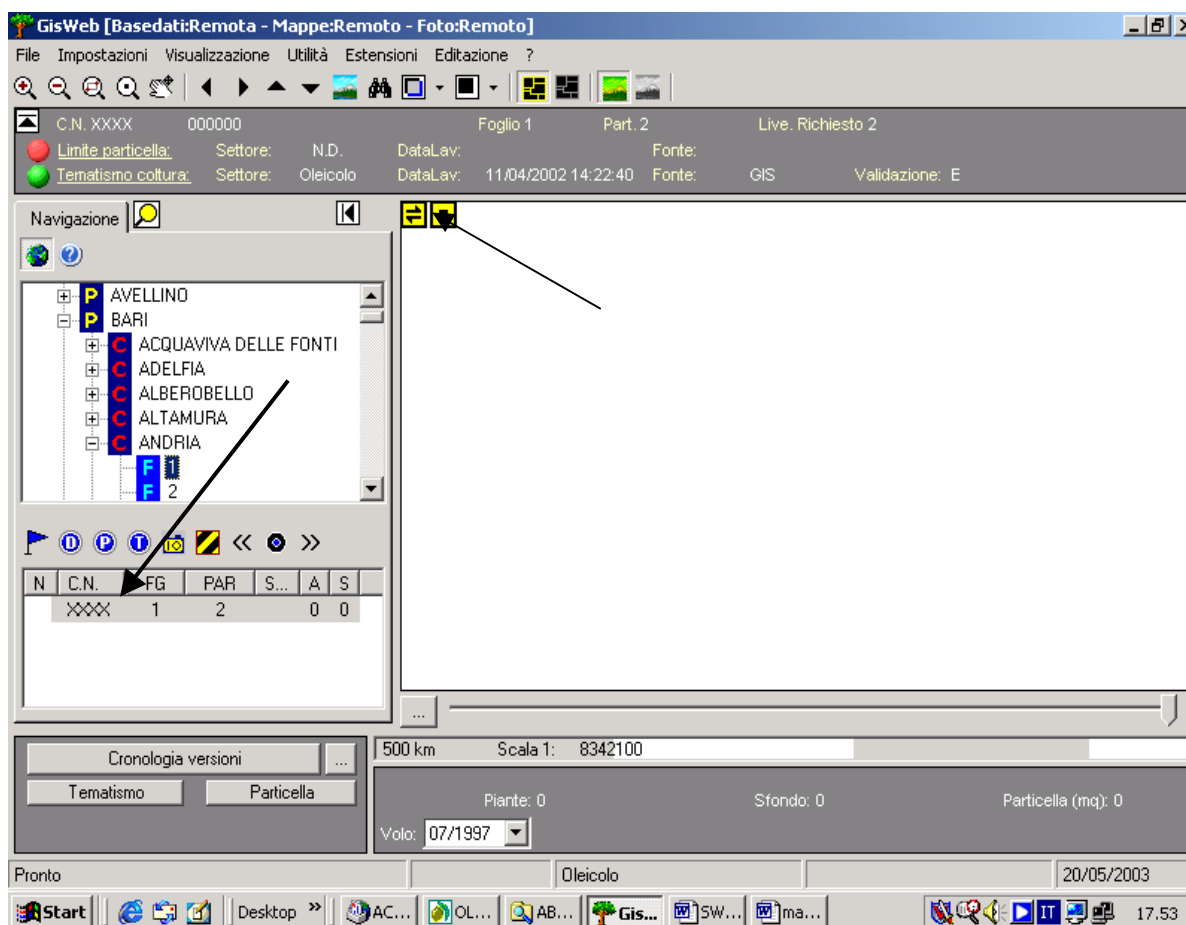 GisWeb [Basedati:Remota - Mappe:Remoto - Foto:Remoto]
File Impostazioni Visualizzazione Utilità Estensioni Editazione ?
C.N. XXXX 000000 Foglio 1 Part. 2 Live. Richiesto 2
Limite particella: Settore: N.D. DataLav: Fonte:
Tematismo coltura: Settore: Oleicolo DataLav: 11/04/2002 14:22:40 Fonte: GIS Validazione: E
Navigazione
P AVELLINO
P BARI
C ACQUAVIVA DELLE FONTI
C ADELFIA
C ALBEROBELLO
C ALTAMURA
C ANDRIA
F 1
F 2
D P T
N C.N. FG PAR S... A S
XXXX 1 2 0 0
...
Cronologia versioni ...
Tematismo Particella
500 km Scala 1: 8342100
Piante: 0 Sfondo: 0 Particella (mq): 0
Volo: 07/1997
Pronto Oleicolo 20/05/2003
Start Desktop » AC... OL... AB... Gis... SW... ma... IT 17.53